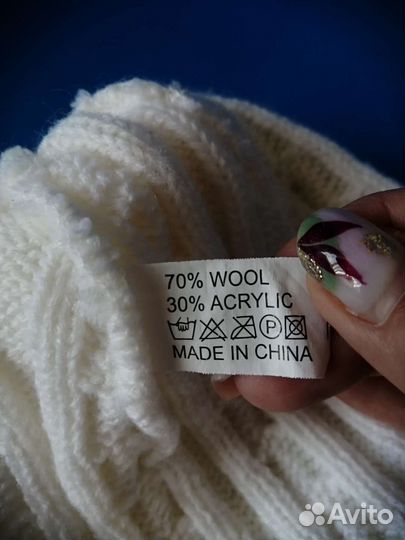 70% WOOL
30% ACRYLIC
P
MADE IN CHINA
Avito